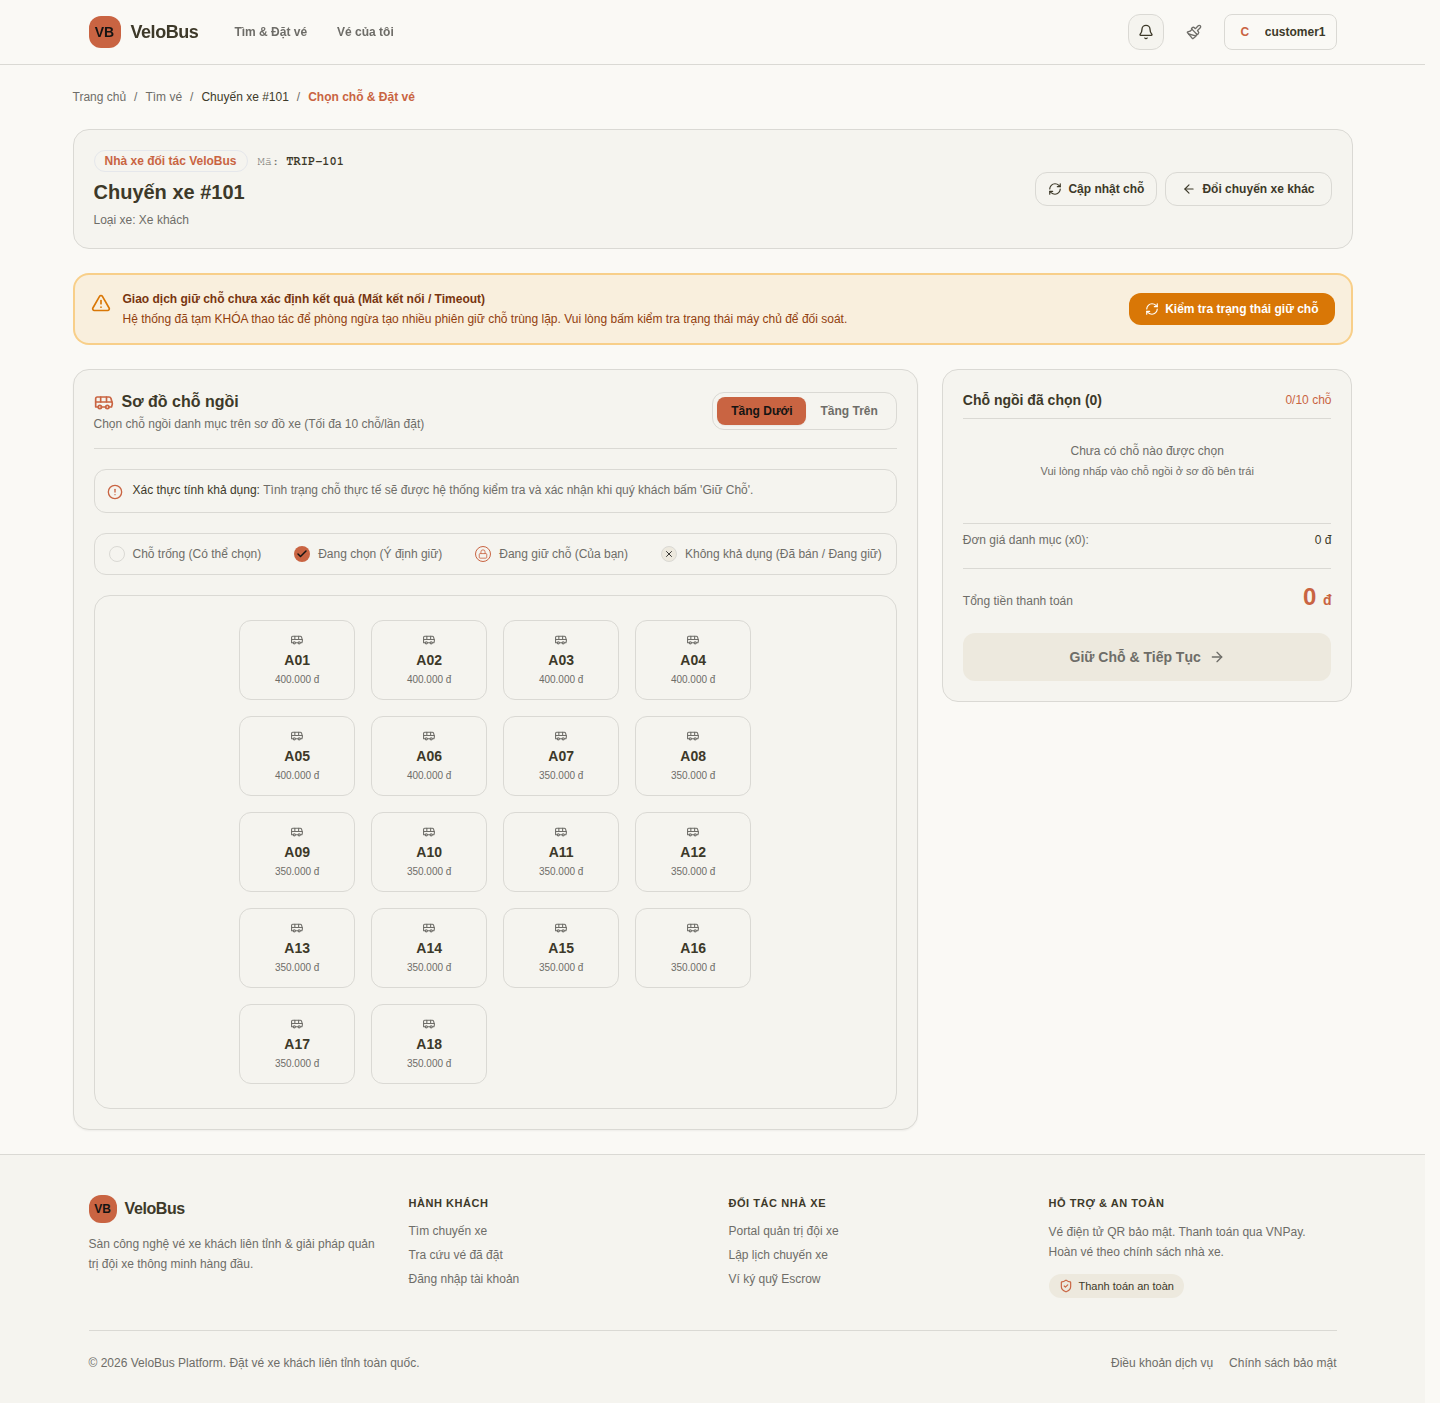 VB VeloBus Tìm & Đặt vé Vé của tôi C customer1
Trang chủ / Tìm vé / Chuyến xe #101 / Chọn chỗ & Đặt vé
Nhà xe đối tác VeloBus Mã: TRIP-101
Chuyến xe #101
Loại xe: Xe khách
Cập nhật chỗ Đổi chuyến xe khác
Giao dịch giữ chỗ chưa xác định kết quả (Mất kết nối / Timeout)
Hệ thống đã tạm KHÓA thao tác để phòng ngừa tạo nhiều phiên giữ chỗ trùng lặp. Vui lòng bấm kiểm tra trạng thái máy chủ để đối soát.
Kiểm tra trạng thái giữ chỗ
Sơ đồ chỗ ngồi
Chọn chỗ ngồi danh mục trên sơ đồ xe (Tối đa 10 chỗ/lần đặt)
Tầng Dưới Tầng Trên
Xác thực tính khả dụng: Tình trạng chỗ thực tế sẽ được hệ thống kiểm tra và xác nhận khi quý khách bấm 'Giữ Chỗ'.
Chỗ trống (Có thể chọn) Đang chọn (Ý định giữ) Đang giữ chỗ (Của bạn) Không khả dụng (Đã bán / Đang giữ)
A01 A02 A03 A04
400.000 đ 400.000 đ 400.000 đ 400.000 đ
A05 A06 A07 A08
400.000 đ 400.000 đ 350.000 đ 350.000 đ
A09 A10 A11 A12
350.000 đ 350.000 đ 350.000 đ 350.000 đ
A13 A14 A15 A16
350.000 đ 350.000 đ 350.000 đ 350.000 đ
A17 A18
350.000 đ 350.000 đ
Chỗ ngồi đã chọn (0) 0/10 chỗ
Chưa có chỗ nào được chọn
Vui lòng nhấp vào chỗ ngồi ở sơ đồ bên trái
Đơn giá danh mục (x0): 0 đ
Tổng tiền thanh toán 0 đ
Giữ Chỗ & Tiếp Tục
VB VeloBus
Sàn công nghệ vé xe khách liên tỉnh & giải pháp quản
trị đội xe thông minh hàng đầu.
HÀNH KHÁCH
Tìm chuyến xe
Tra cứu vé đã đặt
Đăng nhập tài khoản
ĐỐI TÁC NHÀ XE
Portal quản trị đội xe
Lập lịch chuyến xe
Ví ký quỹ Escrow
HỖ TRỢ & AN TOÀN
Vé điện tử QR bảo mật. Thanh toán qua VNPay.
Hoàn vé theo chính sách nhà xe.
Thanh toán an toàn
© 2026 VeloBus Platform. Đặt vé xe khách liên tỉnh toàn quốc.
Điều khoản dịch vụ Chính sách bảo mật